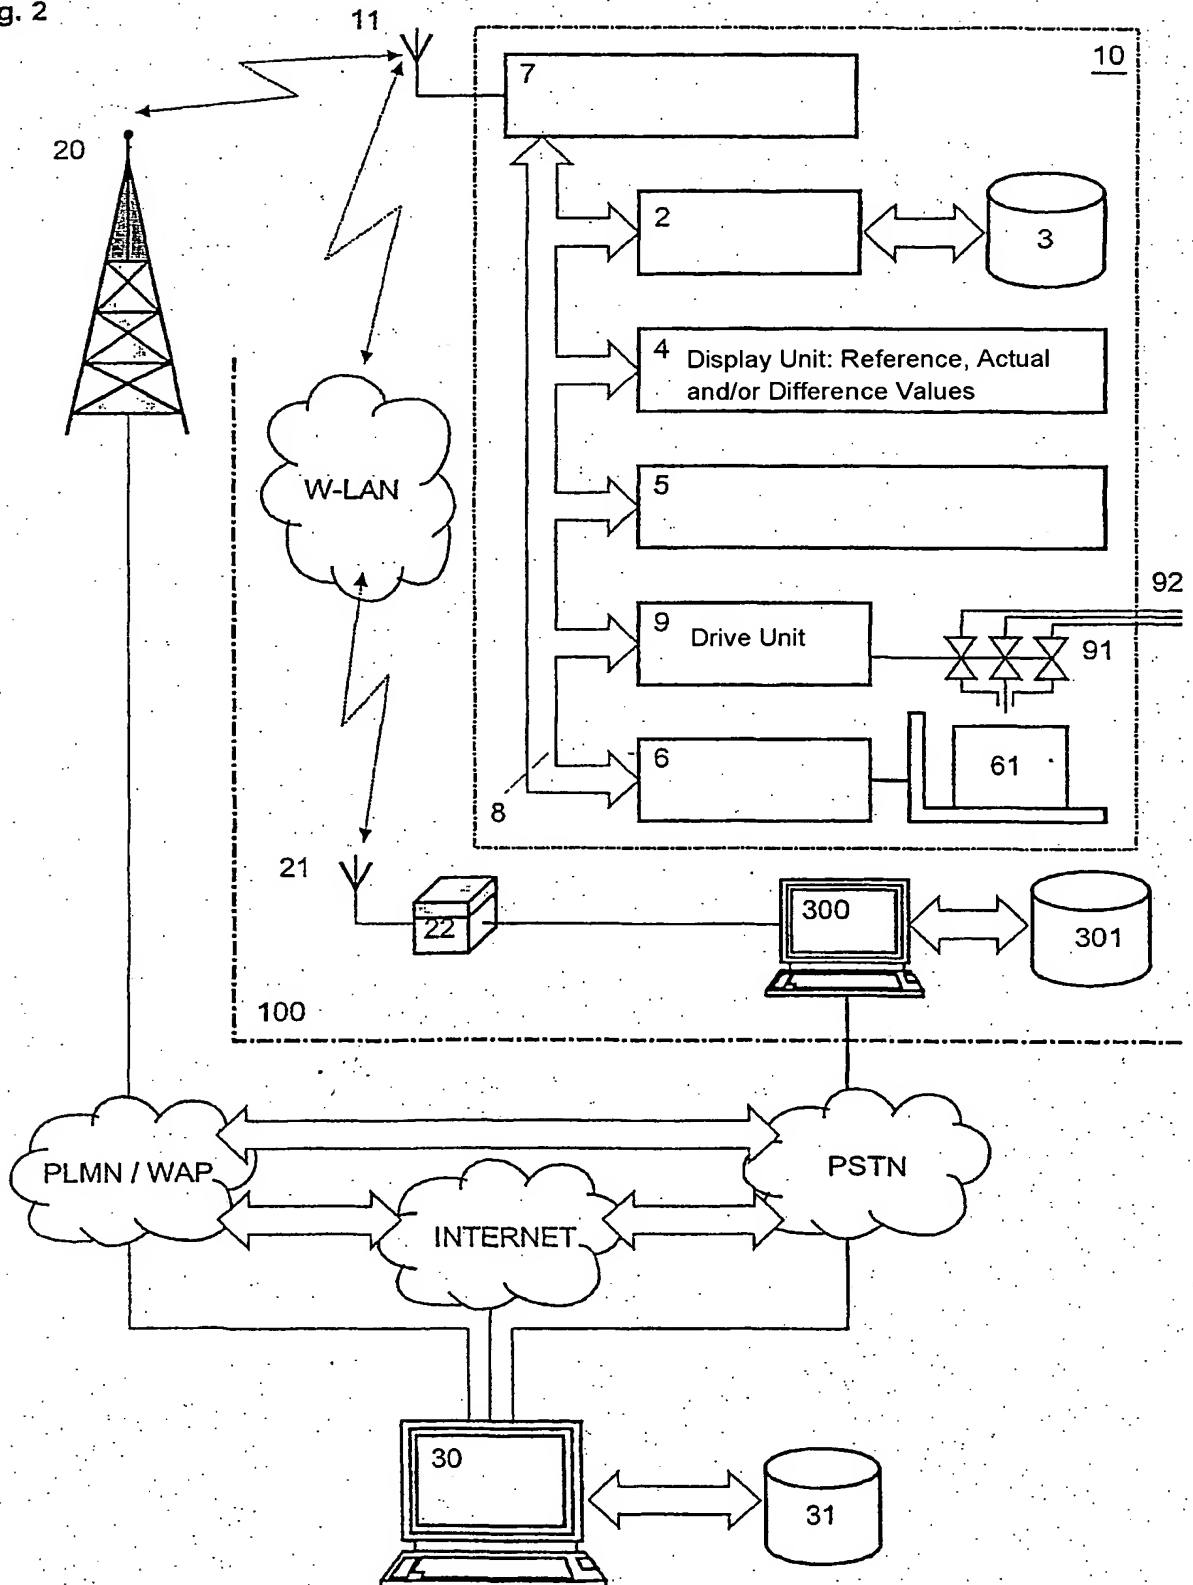 g. 2
11
10
7
20
2
3
4 Display Unit: Reference, Actual
and/or Difference Values
W-LAN
5
92
9 Drive Unit
91
6
61
8
21
22
300
301
100
PLMN / WAP
PSTN
INTERNET
30
31